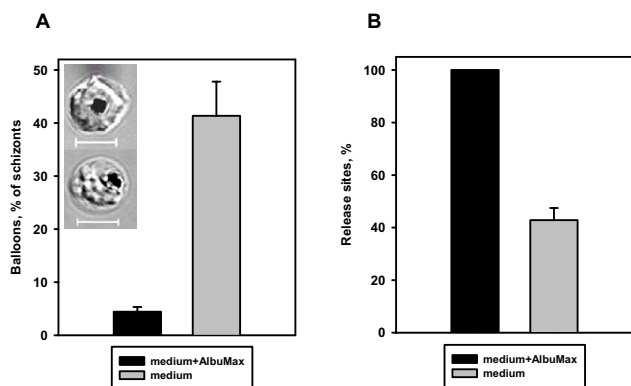 A
Balloons, % of schizonts
50
40
30
20
10
0
medium+AlbuMax
medium
B
Release sites, %
100
80
60
40
20
0
medium+AlbuMax
medium